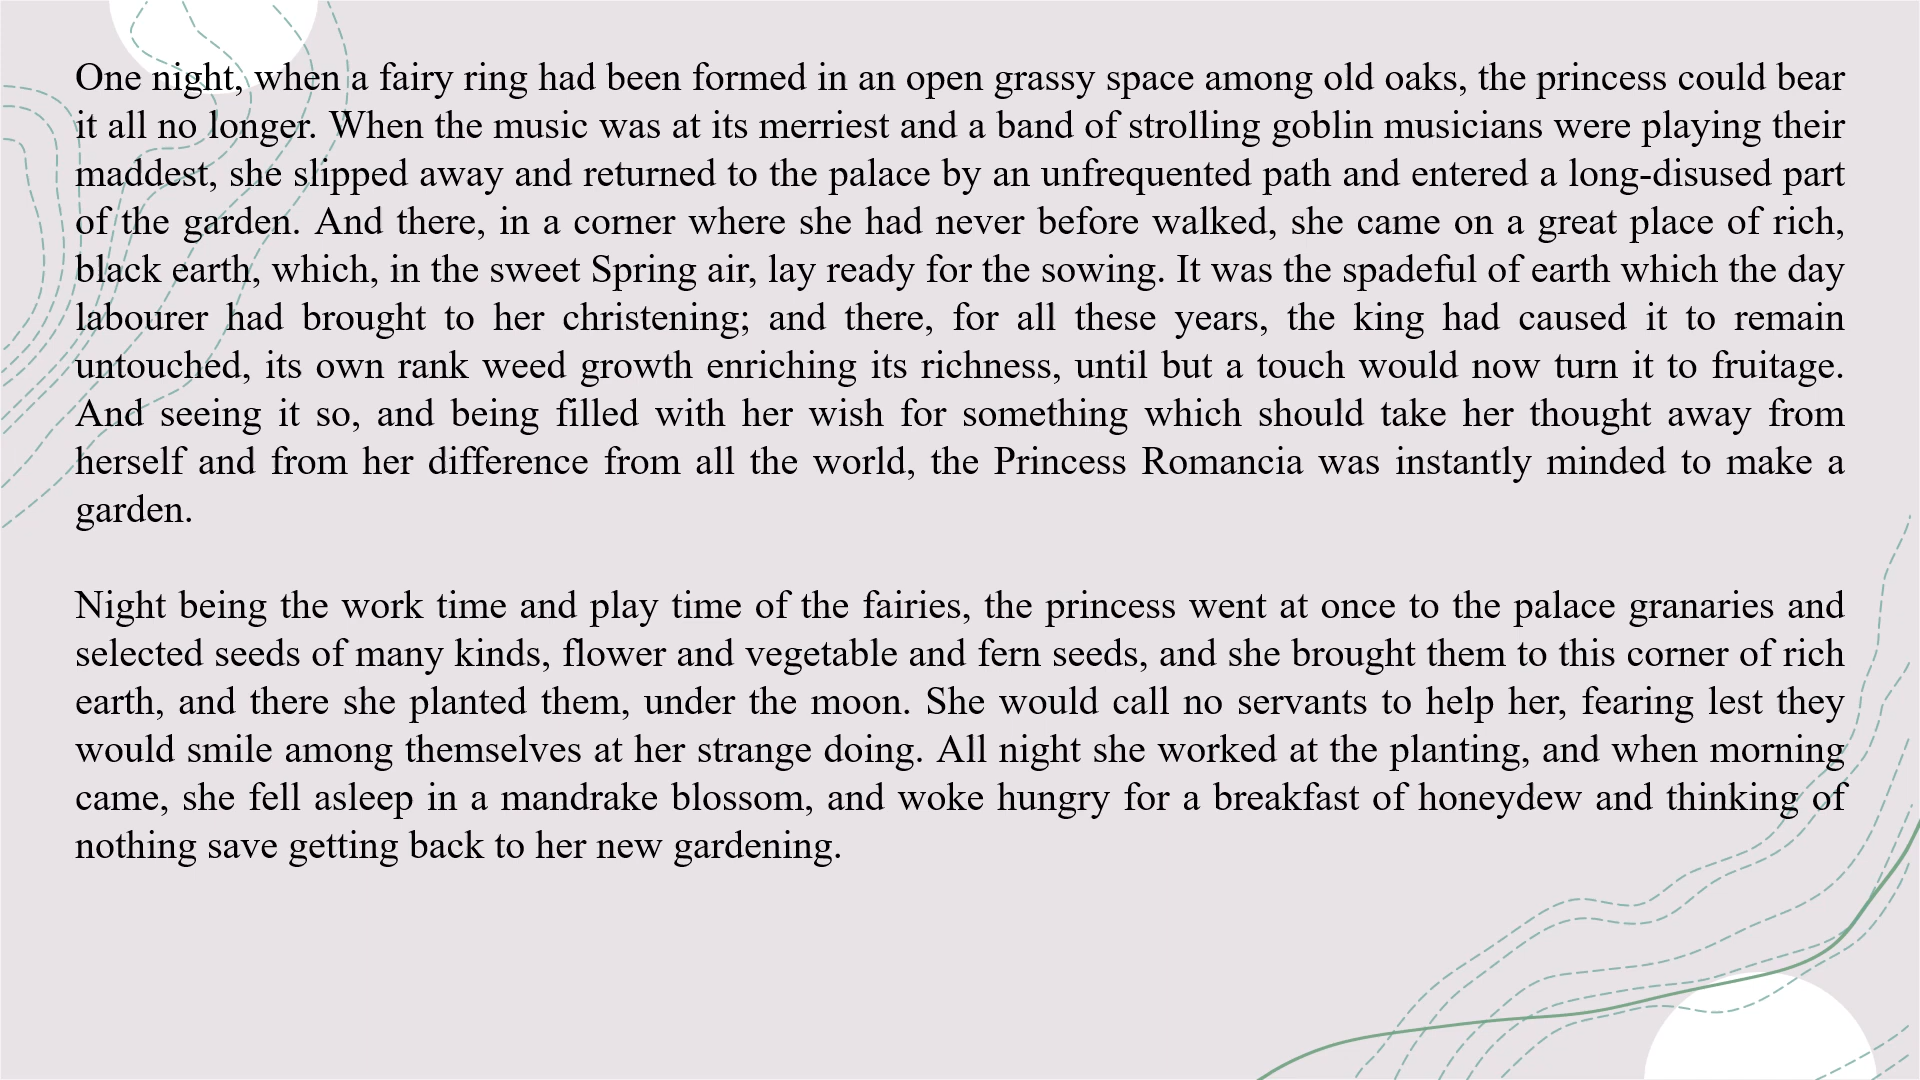 One night, when a fairy ring had been formed in an open grassy space among old oaks, the princess could bear
it all no longer. When the music was at its merriest and a band of strolling goblin musicians were playing their
maddest, she slipped away and returned to the palace by an unfrequented path and entered a long-disused part
of the garden. And there, in a corner where she had never before walked, she came on a great place of rich,
black earth, which, in the sweet Spring air, lay ready for the sowing. It was the spadeful of earth which the day
labourer had brought to her christening; and there, for all these years, the king had caused it to remain
untouched, its own rank weed growth enriching its richness, until but a touch would now turn it to fruitage.
And seeing it so, and being filled with her wish for something which should take her thought away from
herself and from her difference from all the world, the Princess Romancia was instantly minded to make a
garden.
Night being the work time and play time of the fairies, the princess went at once to the palace granaries and
selected seeds of many kinds, flower and vegetable and fern seeds, and she brought them to this corner of rich
earth, and there she planted them, under the moon. She would call no servants to help her, fearing lest they
would smile among themselves at her strange doing. All night she worked at the planting, and when morning
came, she fell asleep in a mandrake blossom, and woke hungry for a breakfast of honeydew and thinking of
nothing save getting back to her new gardening.